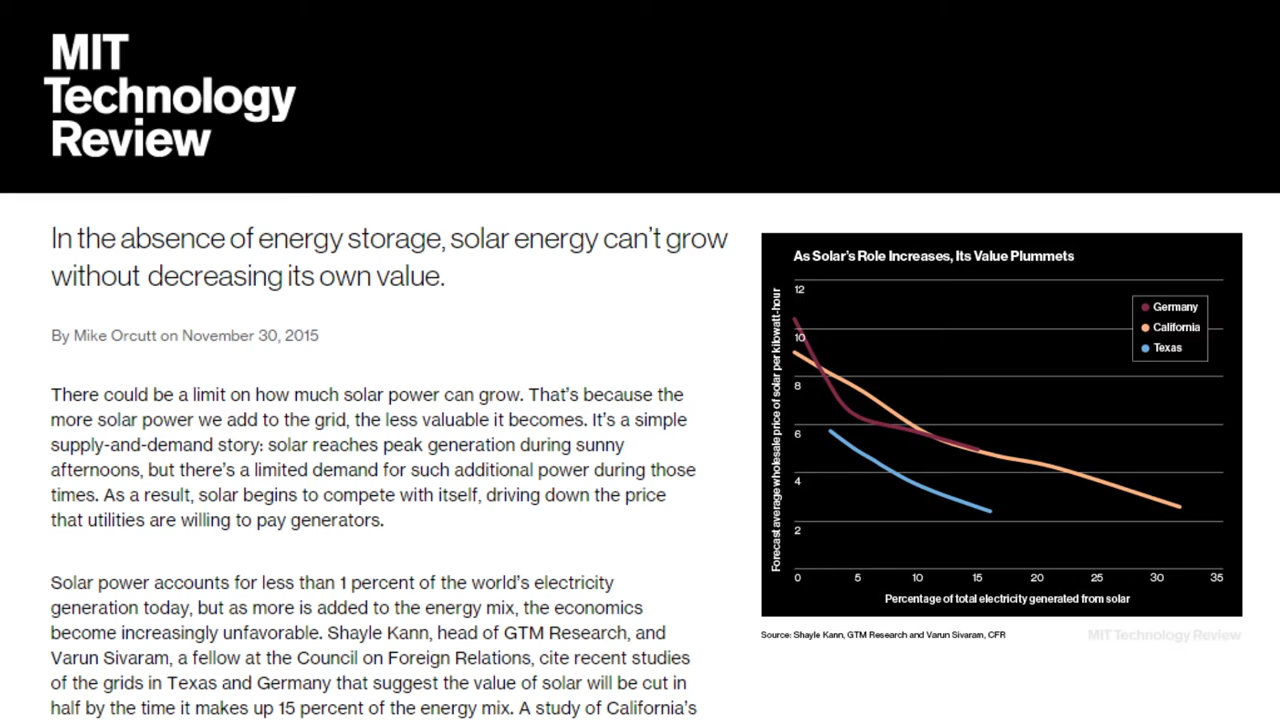 MIT
Technology
Review
In the absence of energy storage, solar energy can't grow
without decreasing its own value.
By Mike Orcutt on November 30, 2015
There could be a limit on how much solar power can grow. That's because the
more solar power we add to the grid, the less valuable it becomes. It's a simple
supply-and-demand story: solar reaches peak generation during sunny
afternoons, but there's a limited demand for such additional power during those
times. As a result, solar begins to compete with itself, driving down the price
that utilities are willing to pay generators.
Solar power accounts for less than 1 percent of the world's electricity
generation today, but as more is added to the energy mix, the economics
become increasingly unfavorable. Shayle Kann, head of GTM Research, and
Varun Sivaram, a fellow at the Council on Foreign Relations, cite recent studies
of the grids in Texas and Germany that suggest the value of solar will be cut in
half by the time it makes up 15 percent of the energy mix. A study of California's
As Solar's Role Increases, Its Value Plummets
Forecast average wholesale price of solar per kilowatt-hour
12
10
8
6
4
2
Germany
California
Texas
0 5 10 15 20 25 30 35
Percentage of total electricity generated from solar
Source: Shayle Kann, GTM Research and Varun Sivaram, CFR
MIT Technology Review